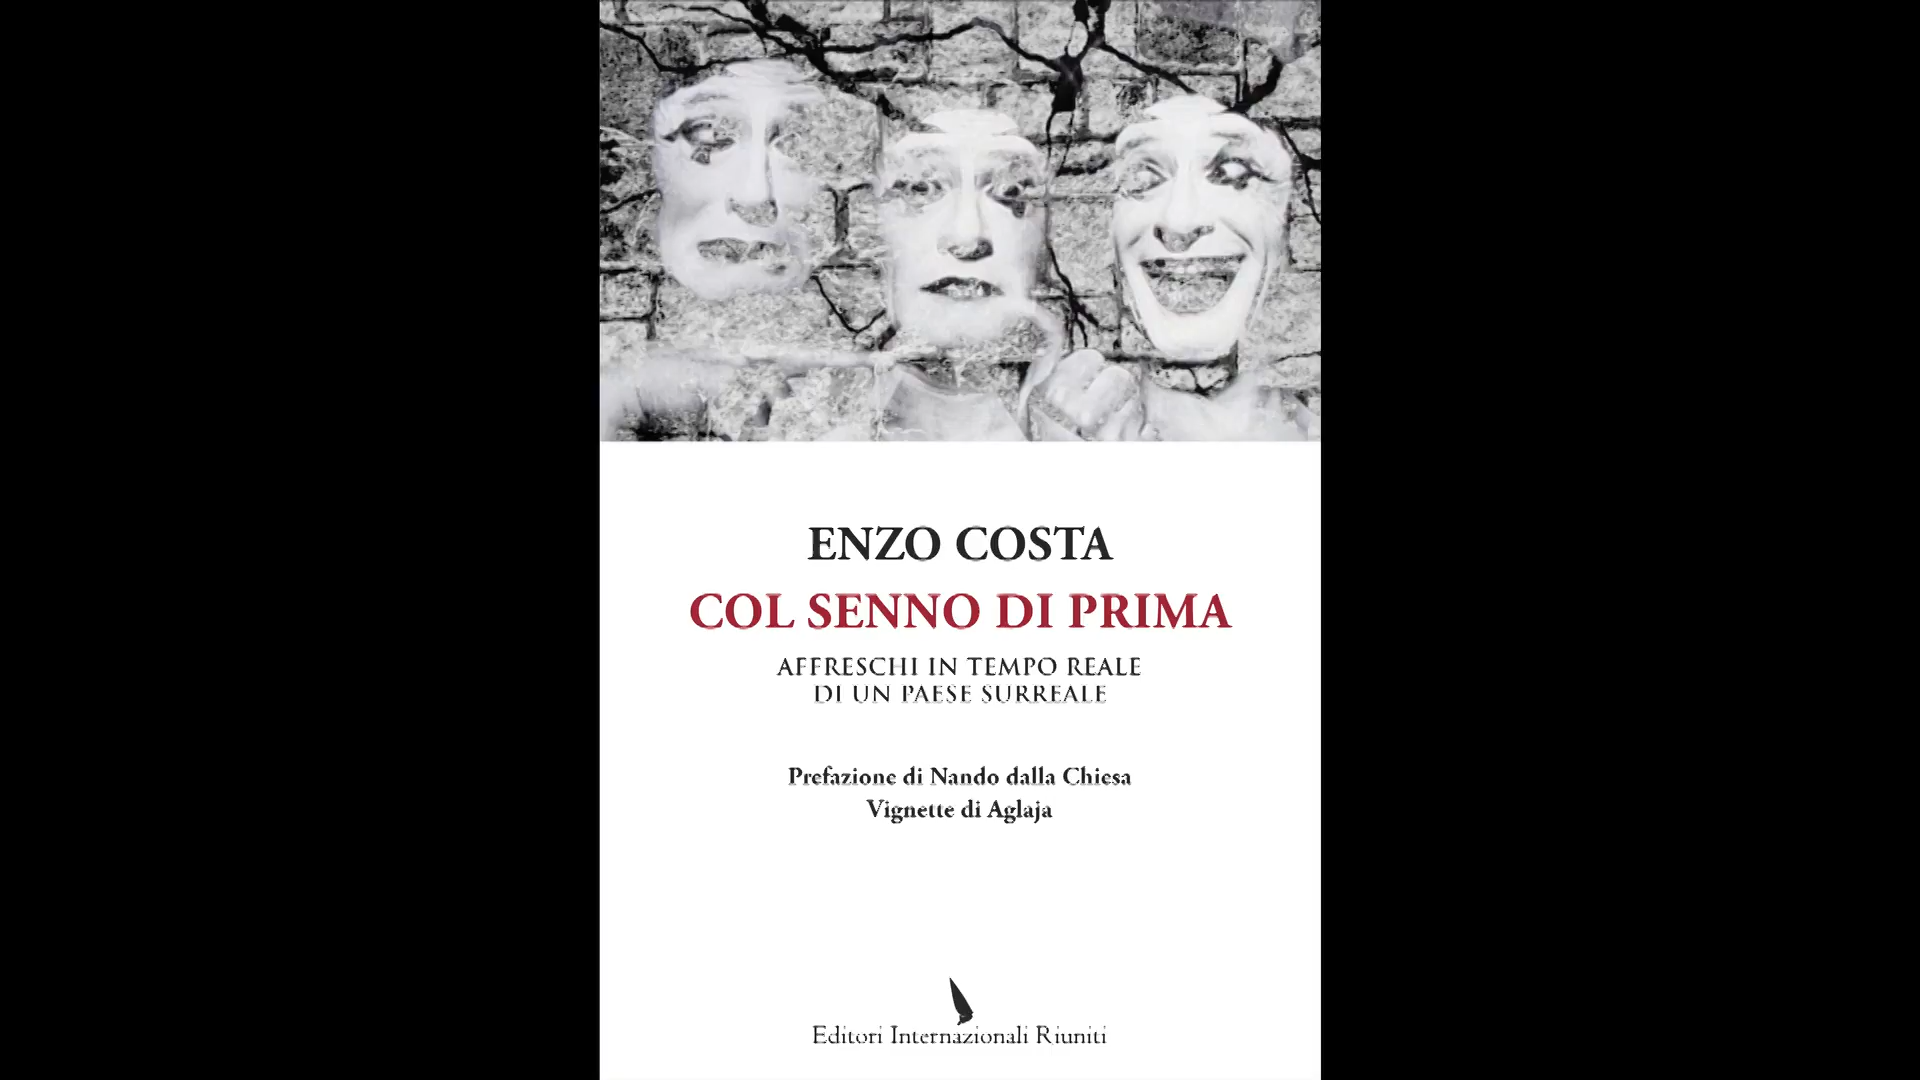 ENZO COSTA
COL SENNO DI PRIMA
AFFRESCHI IN TEMPO REALE
DI UN PAESE SURREALE
Prefazione di Nando dalla Chiesa
Vignette di Aglaja
Editori Internazionali Riuniti